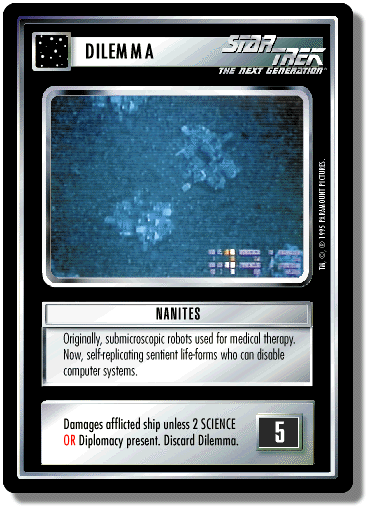 DILEMMA
STAR TREK
THE NEXT GENERATION
TM, © & ® 1995 PARAMOUNT PICTURES.
NANITES
Originally, submicroscopic robots used for medical therapy.
Now, self-replicating sentient life-forms who can disable
computer systems.
Damages afflicted ship unless 2 SCIENCE
OR Diplomacy present. Discard Dilemma.
5